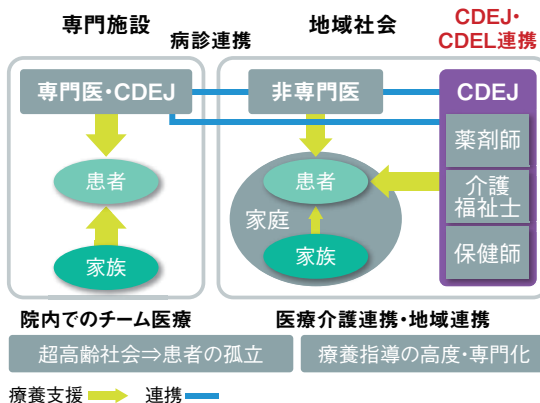 専門施設
病診連携
地域社会
CDEJ・
CDEL連携
専門医・CDEJ
非専門医
CDEJ
薬剤師
患者
患者
介護
福祉士
家庭
家族
家族
保健師
院内でのチーム医療
医療介護連携・地域連携
超高齢社会⇒患者の孤立
療養指導の高度・専門化
療養支援
連携